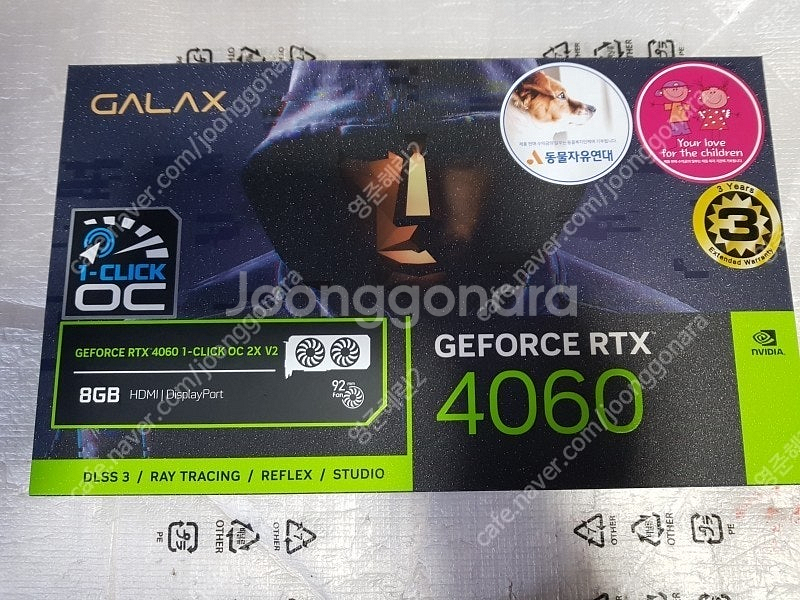 GALAX
동물자유연대
Your love
for the children
3 Years
3
Extended Warranty
1-CLICK
OC
Joonggonara
GEFORCE RTX 4060 1-CLICK OC 2X V2
8GB HDMI | DisplayPort
92mm
Fan
GEFORCE RTX
4060
NVIDIA.
DLSS 3 / RAY TRACING / REFLEX / STUDIO
cafe.naver.com/joonggonara
OTHER
PE